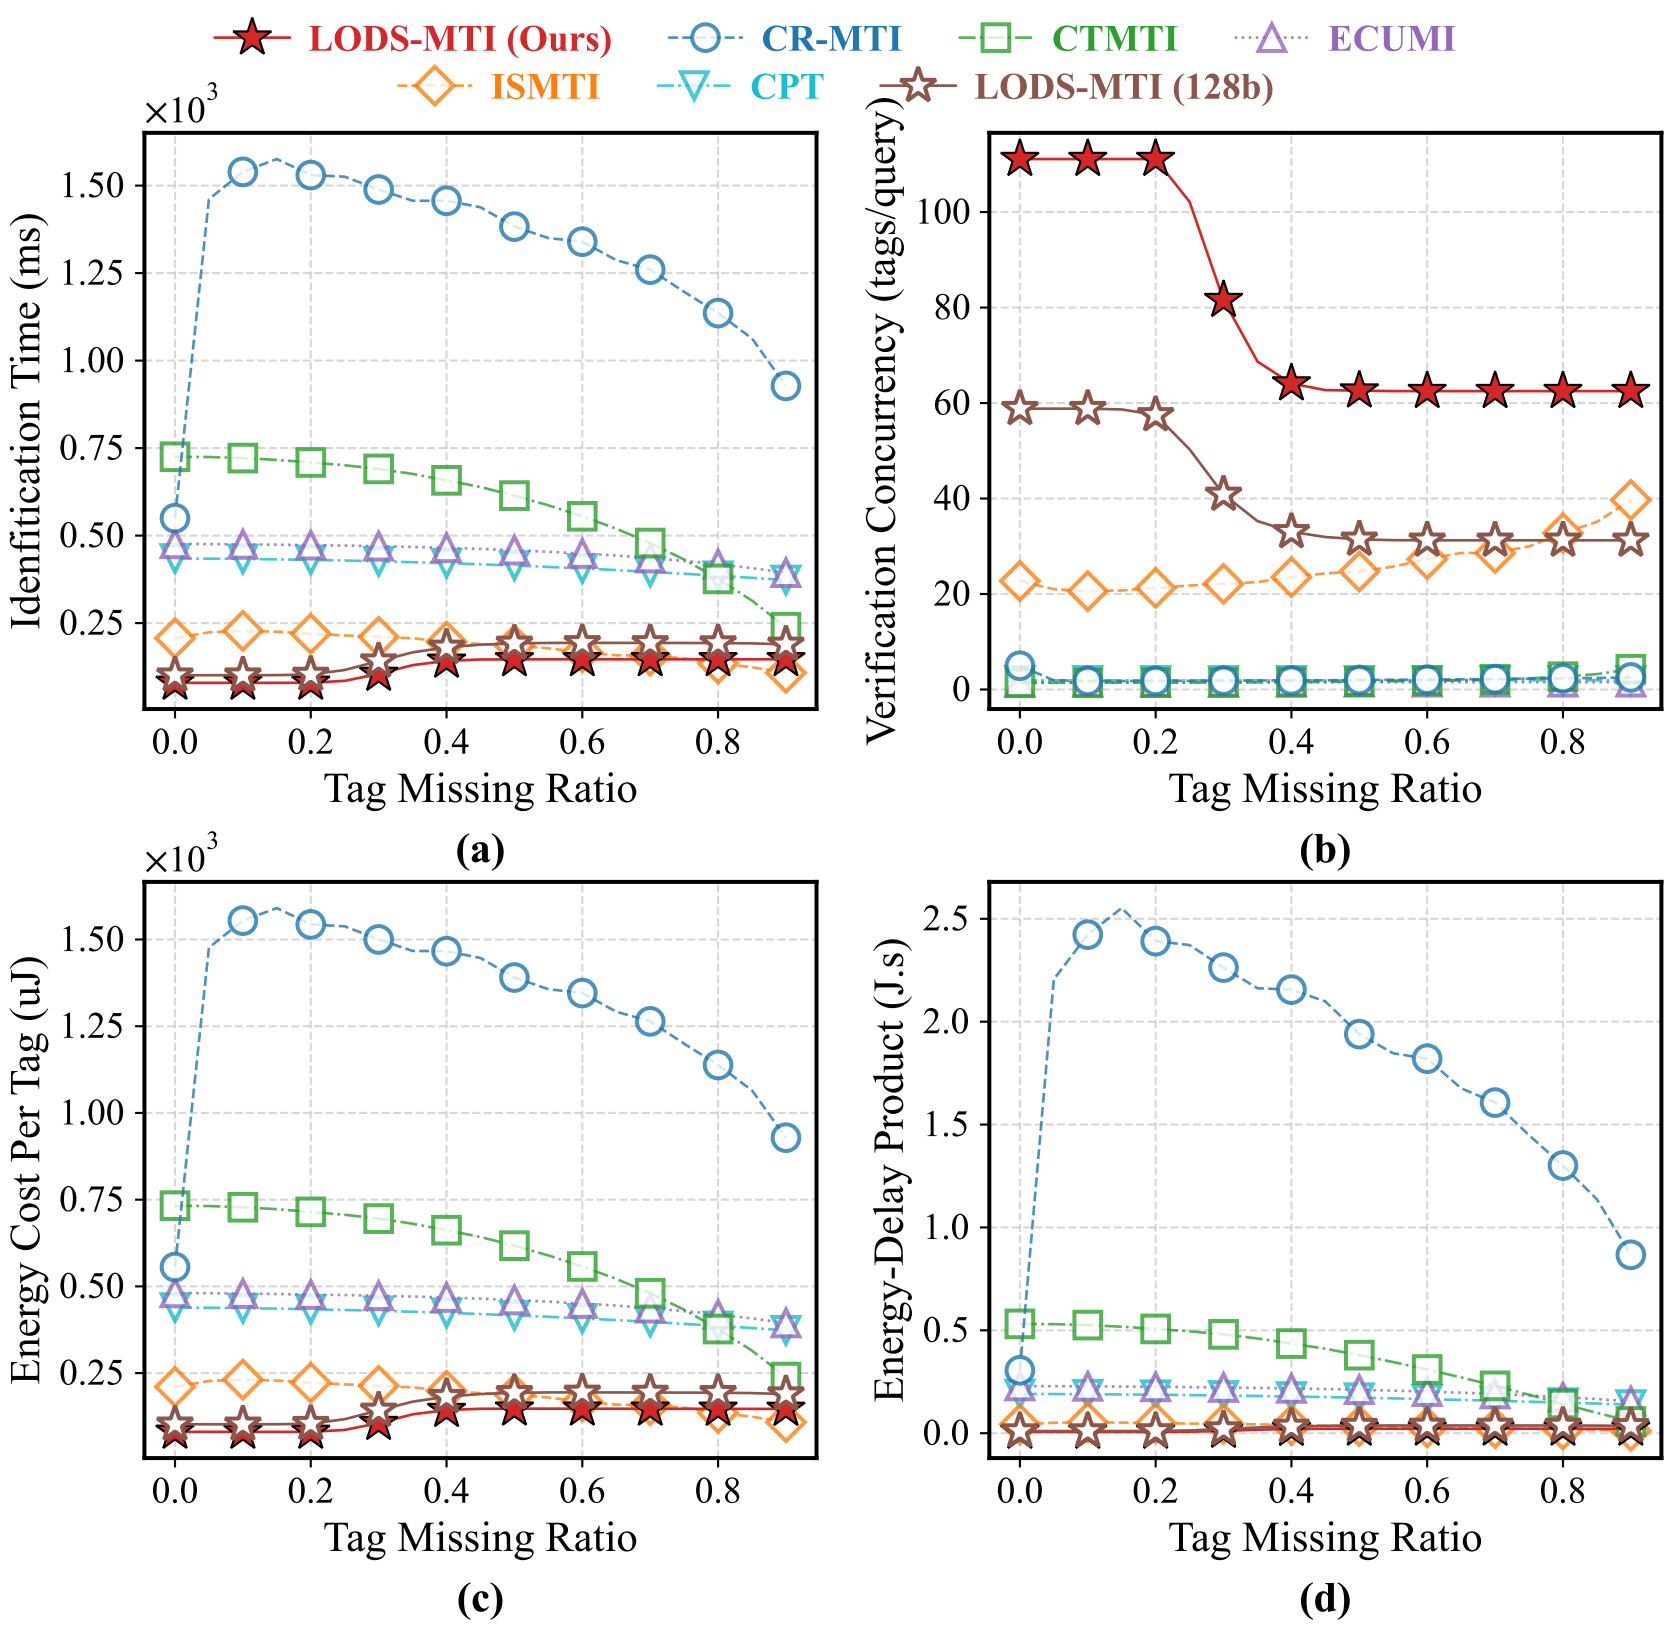 LODS-MTI (Ours) CR-MTI CTMTI ECUMI
ISMTI CPT LODS-MTI (128b)
×10³
Idenfitication Time (ms)
1.50
1.25
1.00
0.75
0.50
0.25
0.0 0.2 0.4 0.6 0.8
Tag Missing Ratio
(a)
Verification Concurrency (tags/query)
100
80
60
40
20
0
0.0 0.2 0.4 0.6 0.8
Tag Missing Ratio
(b)
×10³
Energy Cost Per Tag (uJ)
1.50
1.25
1.00
0.75
0.50
0.25
0.0 0.2 0.4 0.6 0.8
Tag Missing Ratio
(c)
Energy-Delay Product (J.s)
2.5
2.0
1.5
1.0
0.5
0.0
0.0 0.2 0.4 0.6 0.8
Tag Missing Ratio
(d)